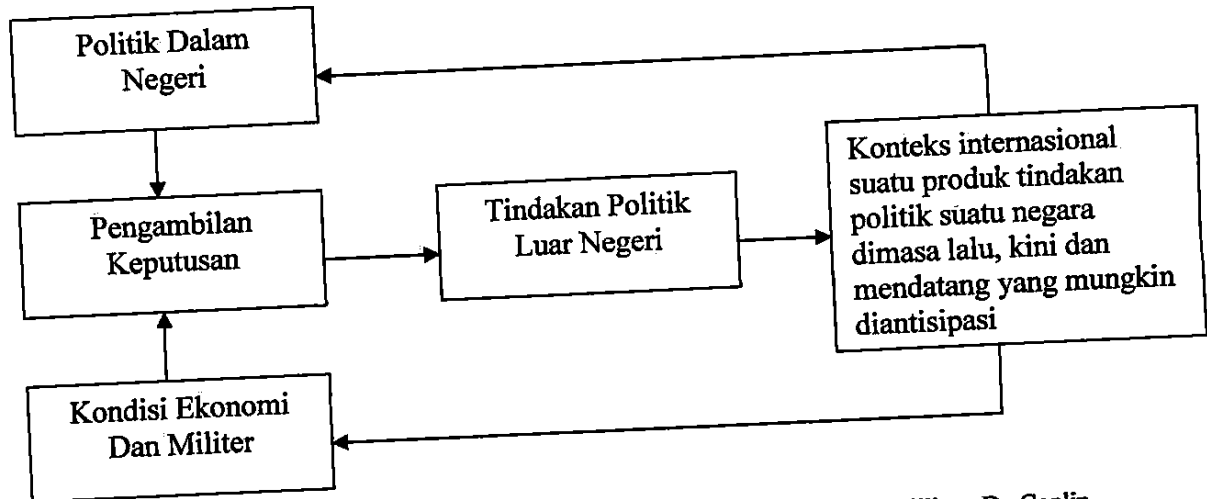 Politik Dalam
Negeri
Pengambilan
Keputusan
Kondisi Ekonomi
Dan Militer
Tindakan Politik
Luar Negeri
Konteks internasional
suatu produk tindakan
politik suatu negara
dimasa lalu, kini dan
mendatang yang mungkin
diantisipasi